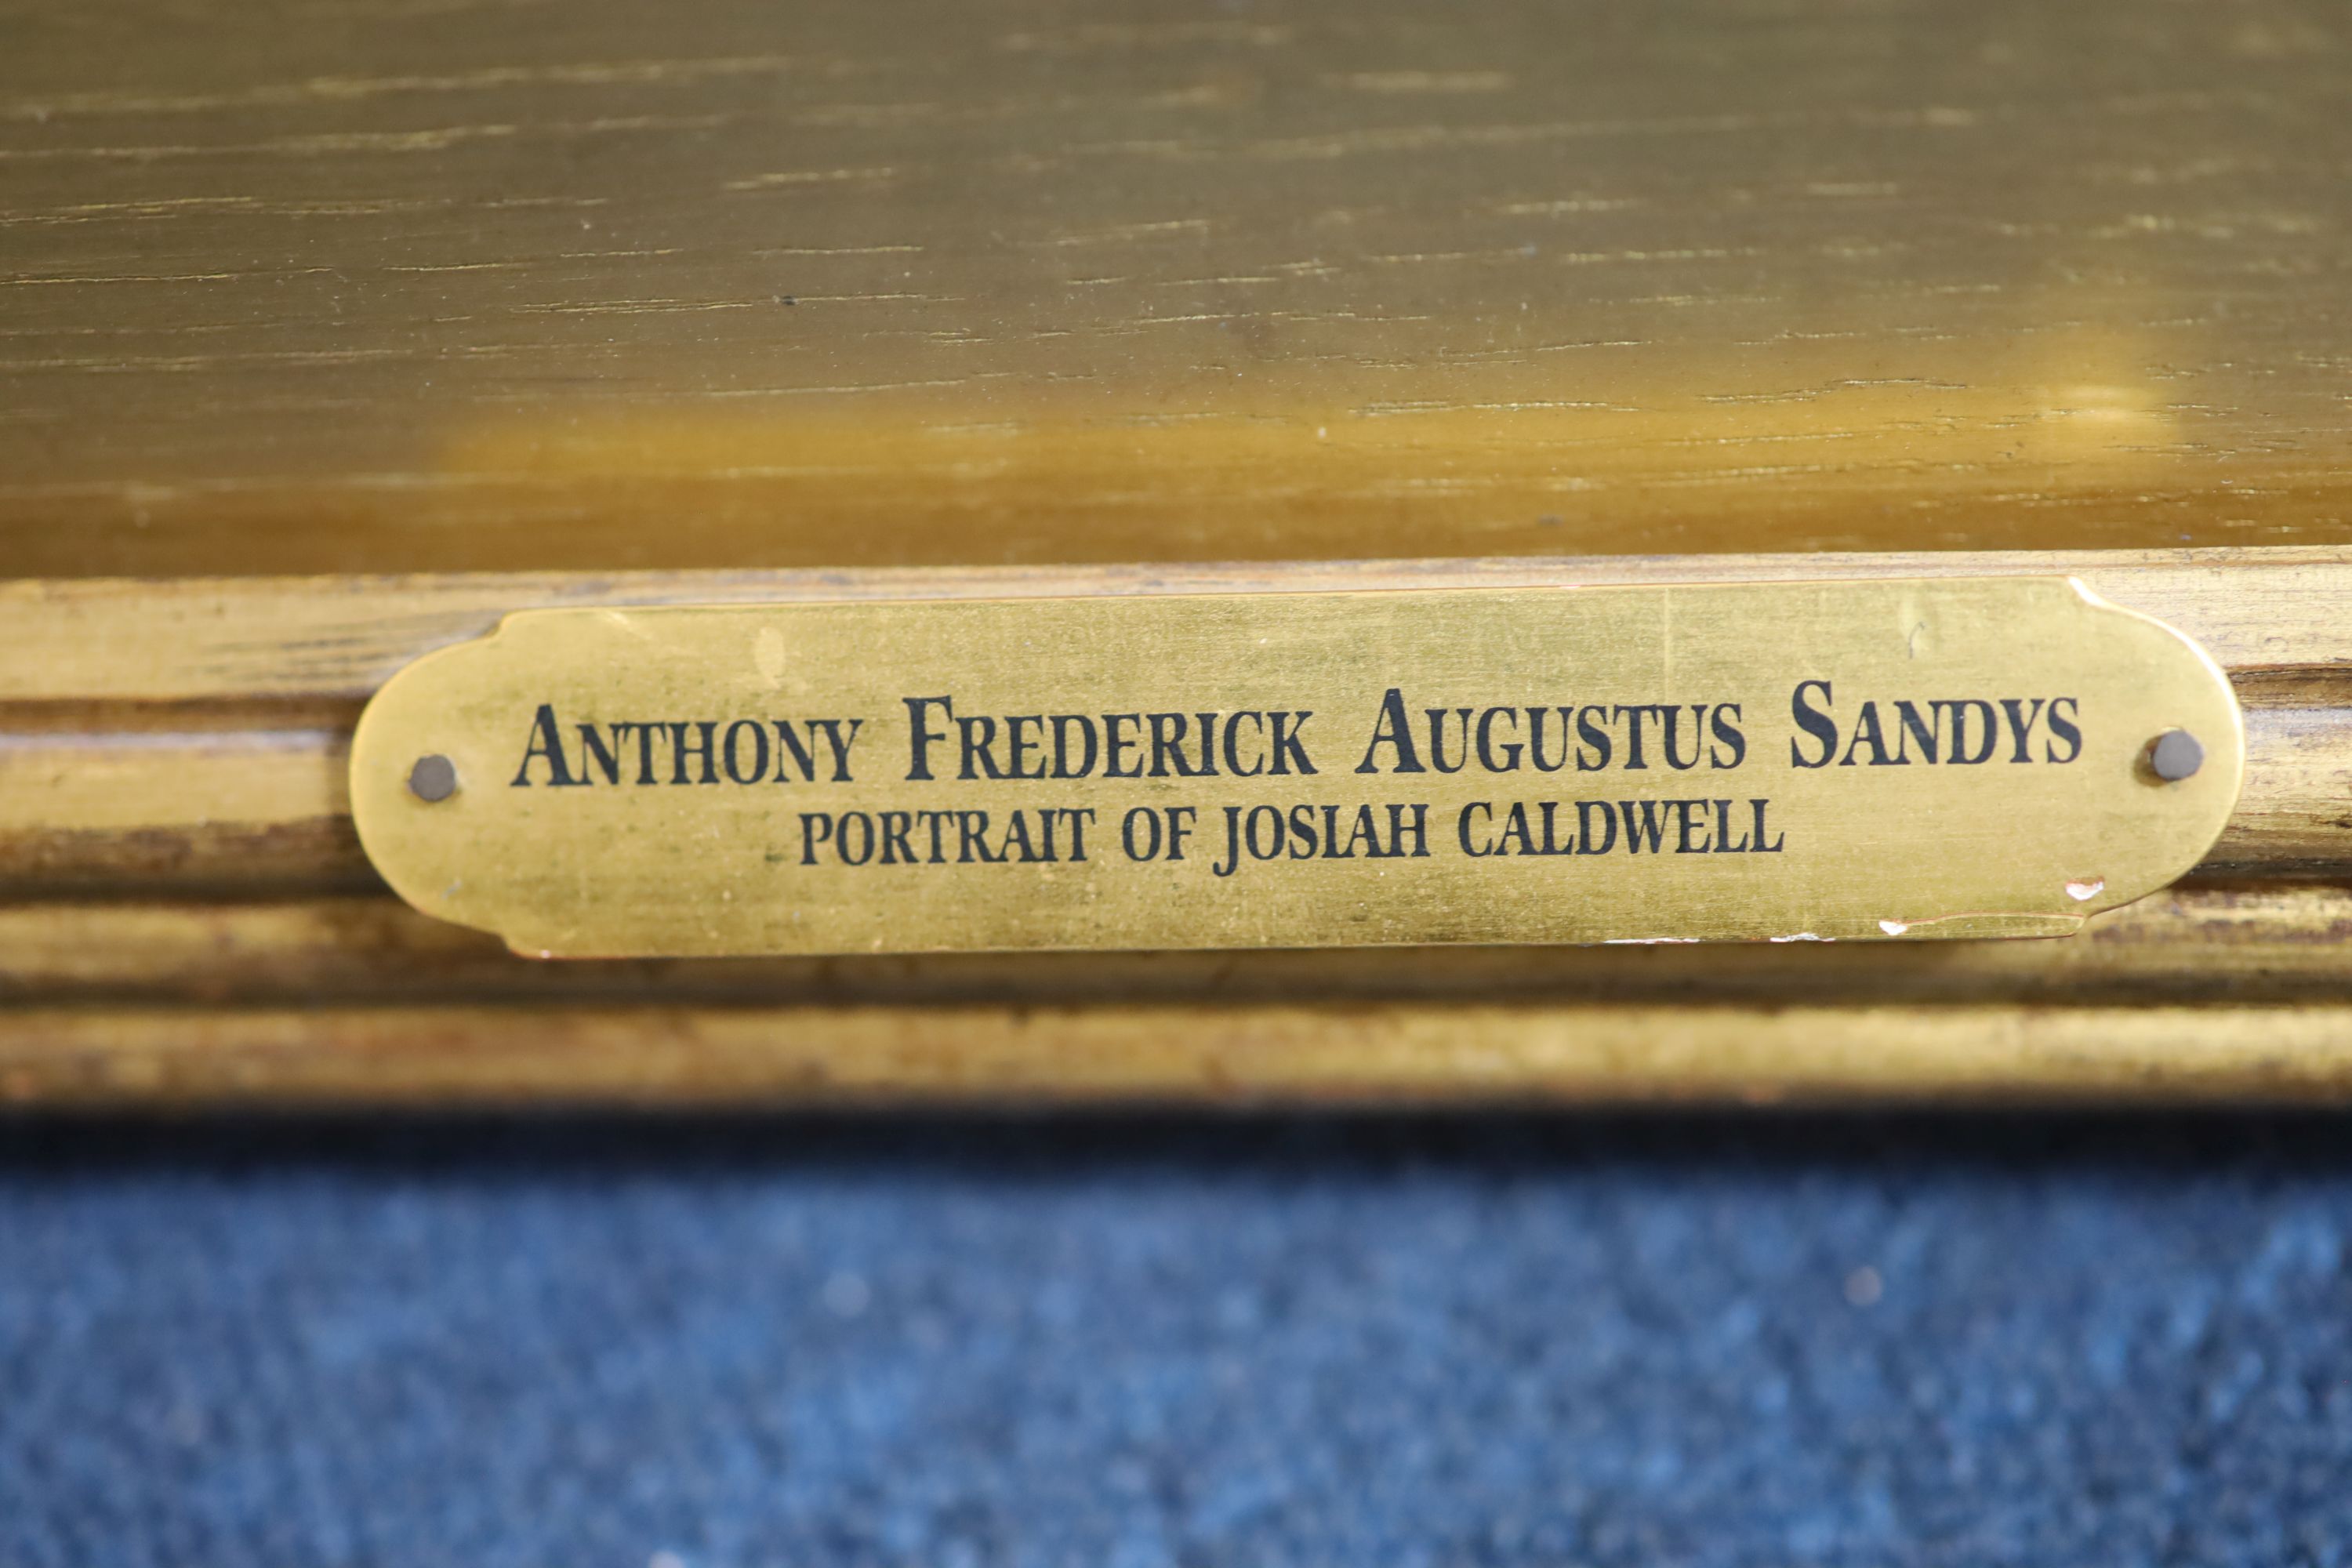 ANTHONY FREDERICK AUGUSTUS SANDYS
PORTRAIT OF JOSIAH CALDWELL